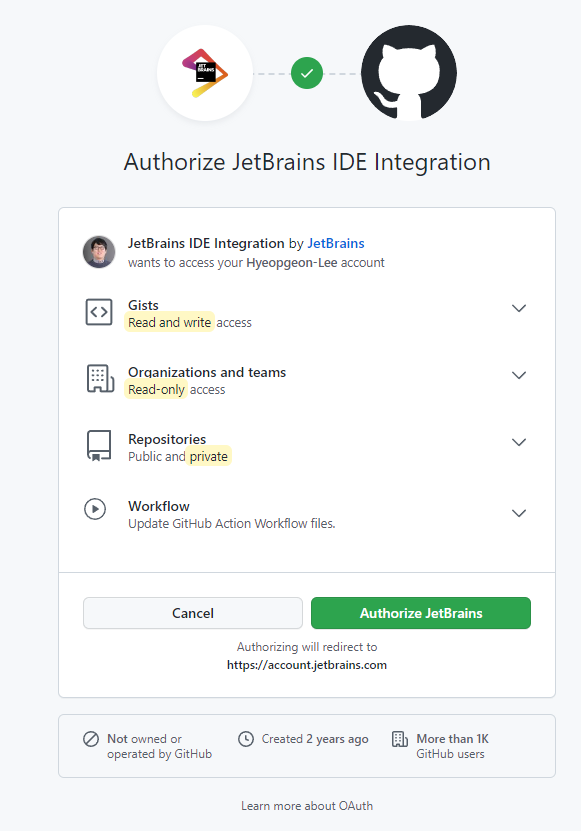 JET
BRAINS
Authorize JetBrains IDE Integration
JetBrains IDE Integration by JetBrains
wants to access your Hyeopgeon-Lee account
Gists
Read and write access
Organizations and teams
Read-only access
Repositories
Public and private
Workflow
Update GitHub Action Workflow files.
Cancel
Authorize JetBrains
Authorizing will redirect to
https://account.jetbrains.com
Not owned or
operated by GitHub
Created 2 years ago
More than 1K
GitHub users
Learn more about OAuth